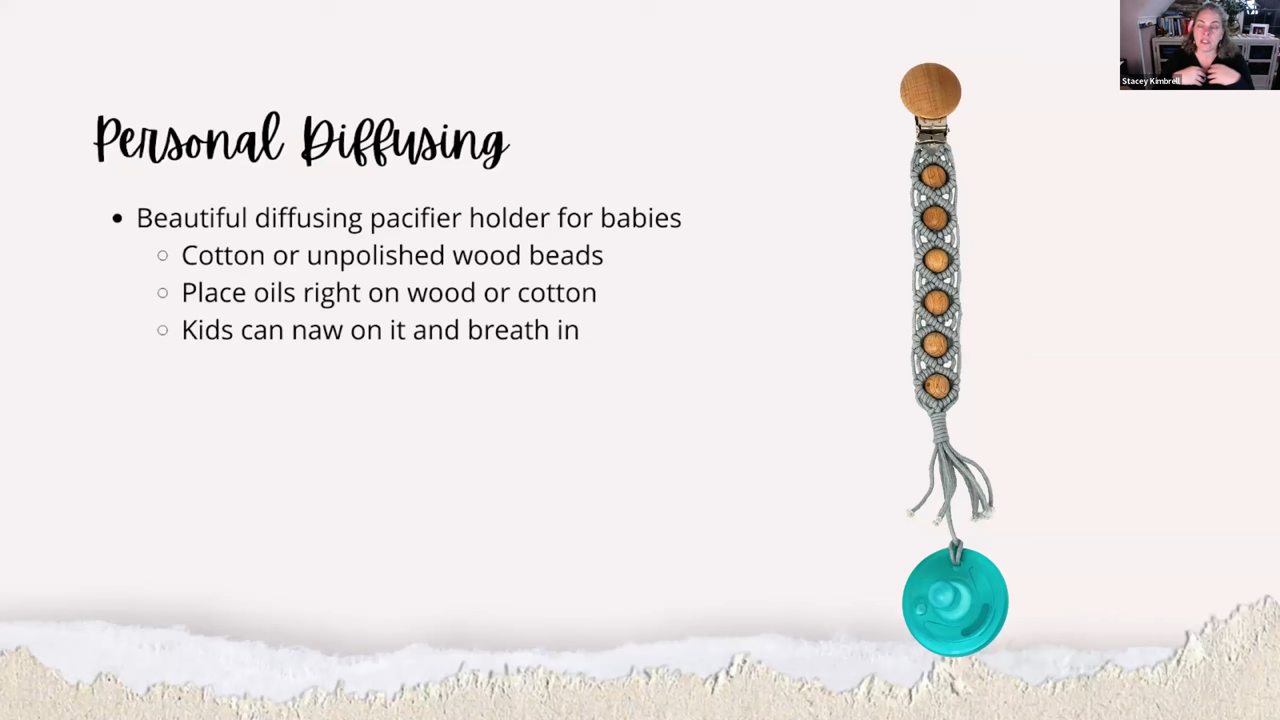 Stacey Kimbrell
Personal Diffusing
Beautiful diffusing pacifier holder for babies
Cotton or unpolished wood beads
Place oils right on wood or cotton
Kids can naw on it and breath in